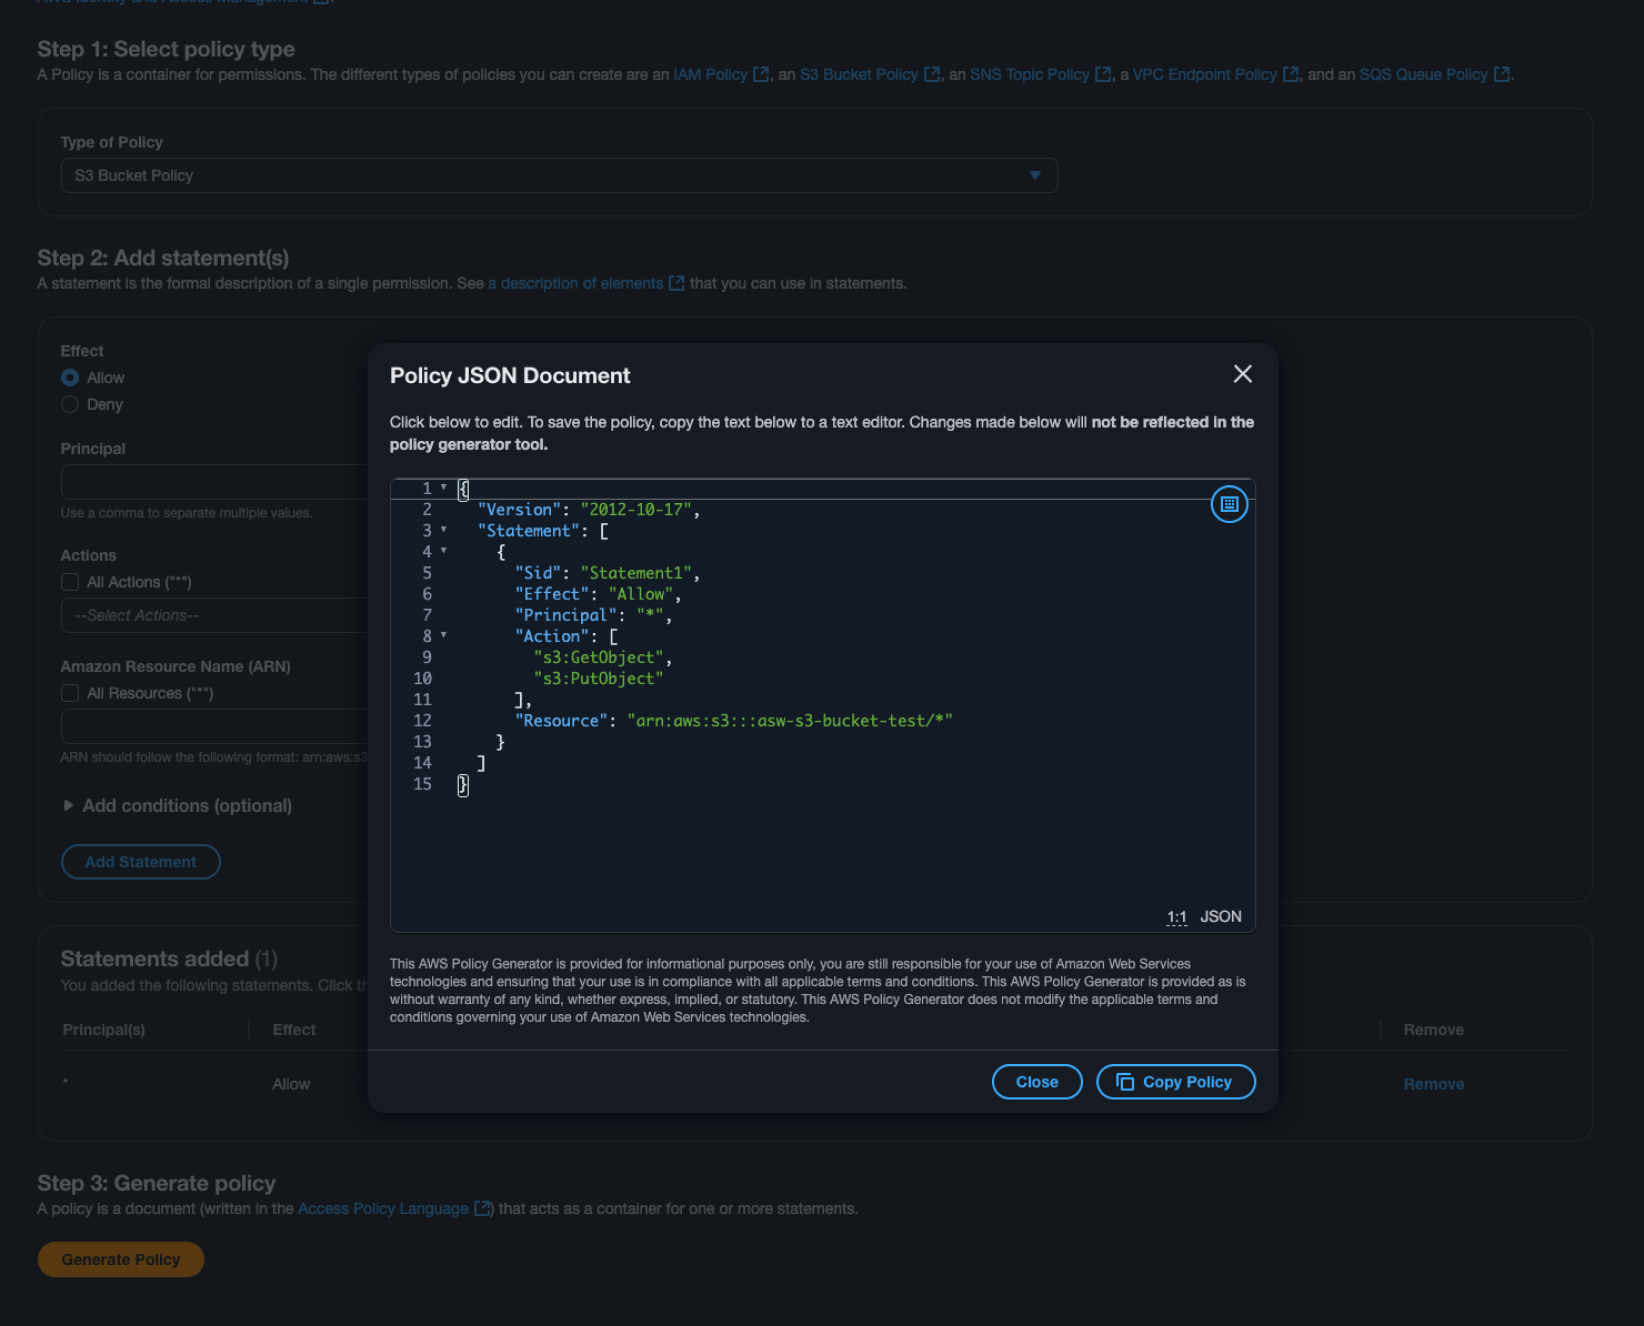 AWS Identity and Access Management.
Step 1: Select policy type
A Policy is a container for permissions. The different types of policies you can create are an IAM Policy, an S3 Bucket Policy, an SNS Topic Policy, a VPC Endpoint Policy, and an SQS Queue Policy.
Type of Policy
S3 Bucket Policy
Step 2: Add statement(s)
A statement is the formal description of a single permission. See a description of elements that you can use in statements.
Effect
Allow
Deny
Principal
Use a comma to separate multiple values.
Actions
All Actions ("*")
--Select Actions--
Amazon Resource Name (ARN)
All Resources ("*")
ARN should follow the following format: arn:aws:s3
Add conditions (optional)
Add Statement
Policy JSON Document
Click below to edit. To save the policy, copy the text below to a text editor. Changes made below will not be reflected in the
policy generator tool.
1 {
2 "Version": "2012-10-17",
3 "Statement": [
4 {
5 "Sid": "Statement1",
6 "Effect": "Allow",
7 "Principal": "*",
8 "Action": [
9 "s3:GetObject",
10 "s3:PutObject"
11 ],
12 "Resource": "arn:aws:s3:::asw-s3-bucket-test/*"
13 }
14 ]
15 }
1:1 JSON
This AWS Policy Generator is provided for informational purposes only, you are still responsible for your use of Amazon Web Services
technologies and ensuring that your use is in compliance with all applicable terms and conditions. This AWS Policy Generator is provided as is
without warranty of any kind, whether express, implied, or statutory. This AWS Policy Generator does not modify the applicable terms and
conditions governing your use of Amazon Web Services technologies.
Close
Copy Policy
Statements added (1)
You added the following statements. Click
Principal(s) Effect Remove
* Allow Remove
Step 3: Generate policy
A policy is a document (written in the Access Policy Language) that acts as a container for one or more statements.
Generate Policy